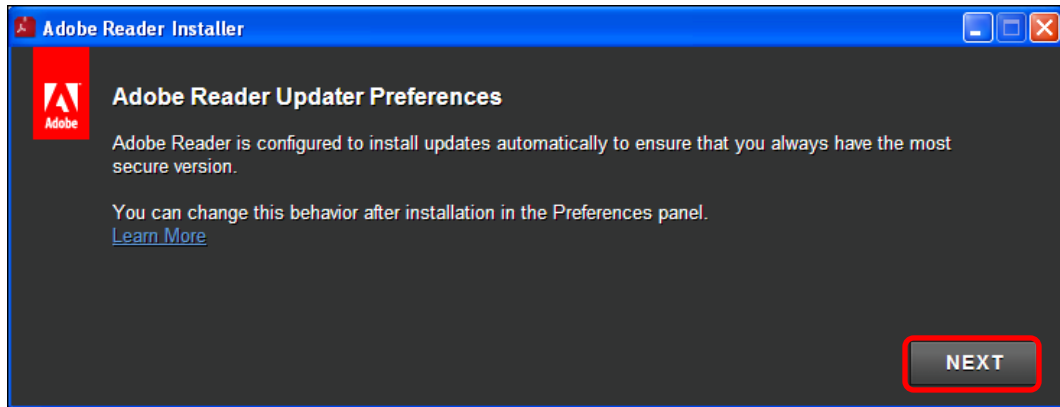 Adobe Reader Installer
Adobe
Adobe Reader Updater Preferences
Adobe Reader is configured to install updates automatically to ensure that you always have the most
secure version.
You can change this behavior after installation in the Preferences panel.
Learn More
NEXT